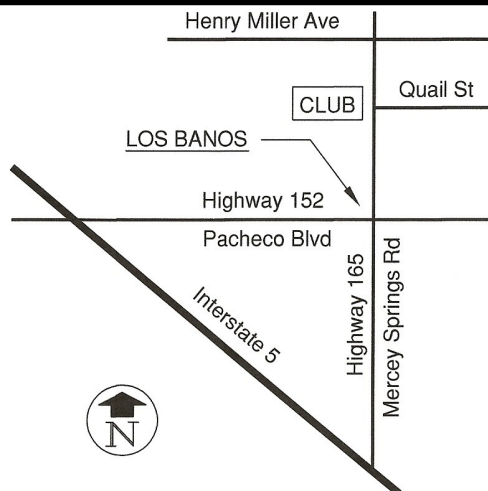 Henry Miller Ave
Quail St
CLUB
LOS BANOS
Highway 152
Pacheco Blvd
Interstate 5
Highway 165
Mercey Springs Rd
N